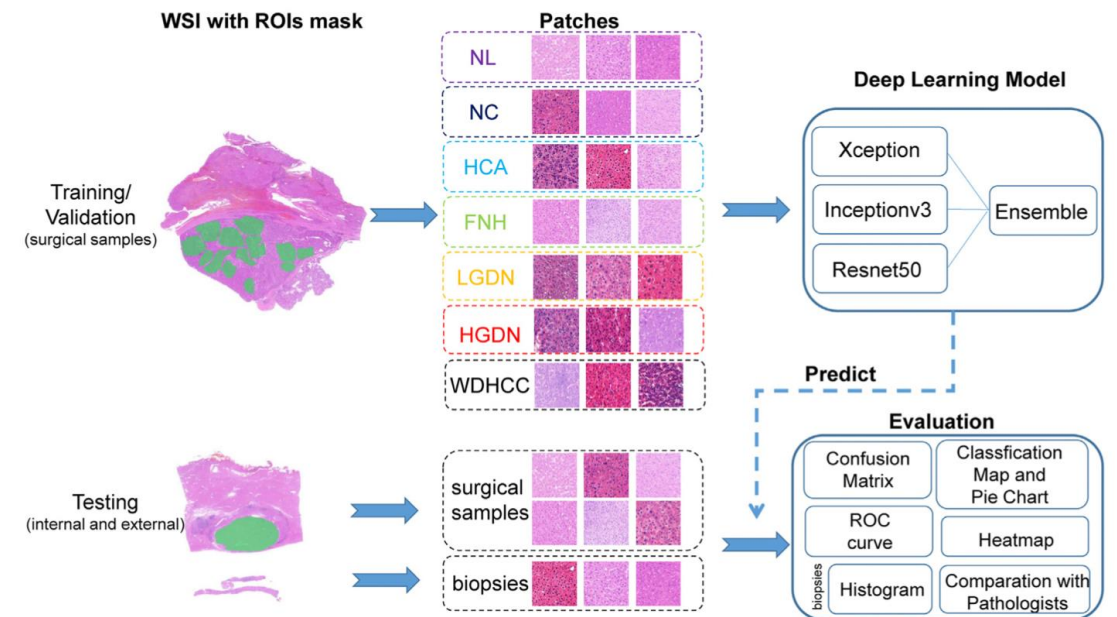 WSI with ROIs mask
Patches
Training/
Validation
(surgical samples)
NL
NC
HCA
FNH
LGDN
HGDN
WDHCC
Deep Learning Model
Xception
Inceptionv3
Resnet50
Ensemble
Predict
Testing
(internal and external)
surgical
samples
biopsies
Evaluation
Confusion
Matrix
Classfication
Map and
Pie Chart
ROC
curve
Heatmap
biopsies
Histogram
Comparation with
Pathologists